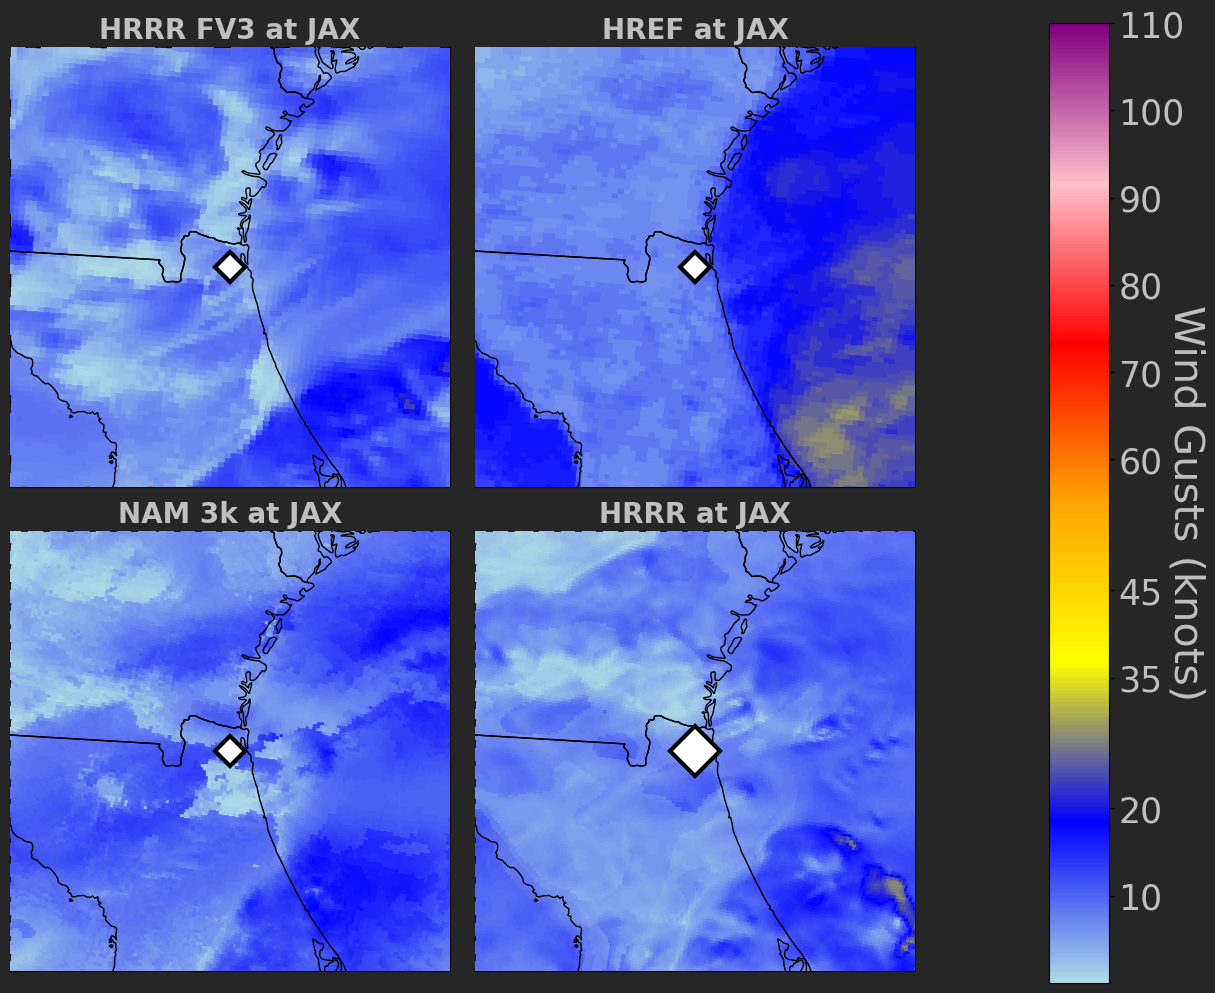 HRRR FV3 at JAX
HREF at JAX
NAM 3k at JAX
HRRR at JAX
110
100
90
80
70
60
45
35
20
10
Wind Gusts (knots)